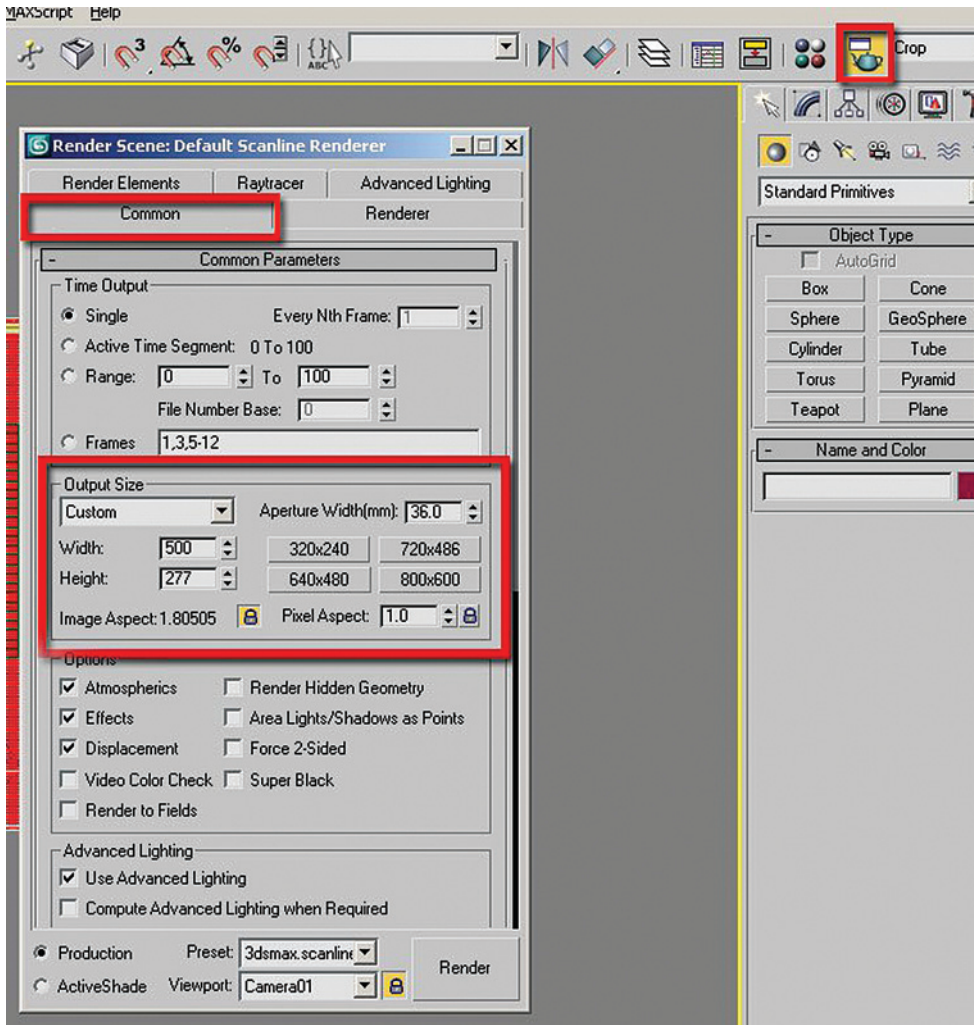 MAXScript Help
3
%
{}
ABC
Crop
Render Scene: Default Scanline Renderer
Render Elements Raytracer Advanced Lighting
Common Renderer
- Common Parameters
Time Output
Single Every Nth Frame: 1
Active Time Segment: 0 To 100
Range: 0 To 100
File Number Base: 0
Frames 1,3,5-12
Output Size
Custom Aperture Width(mm): 36.0
Width: 500 320x240 720x486
Height: 277 640x480 800x600
Image Aspect: 1.80505 Pixel Aspect: 1.0
Options
Atmospherics Render Hidden Geometry
Effects Area Lights/Shadows as Points
Displacement Force 2-Sided
Video Color Check Super Black
Render to Fields
Advanced Lighting
Use Advanced Lighting
Compute Advanced Lighting when Required
Production Preset: 3dsmax.scanline
ActiveShade Viewport: Camera01
Render
Standard Primitives
- Object Type
AutoGrid
Box Cone
Sphere GeoSphere
Cylinder Tube
Torus Pyramid
Teapot Plane
- Name and Color